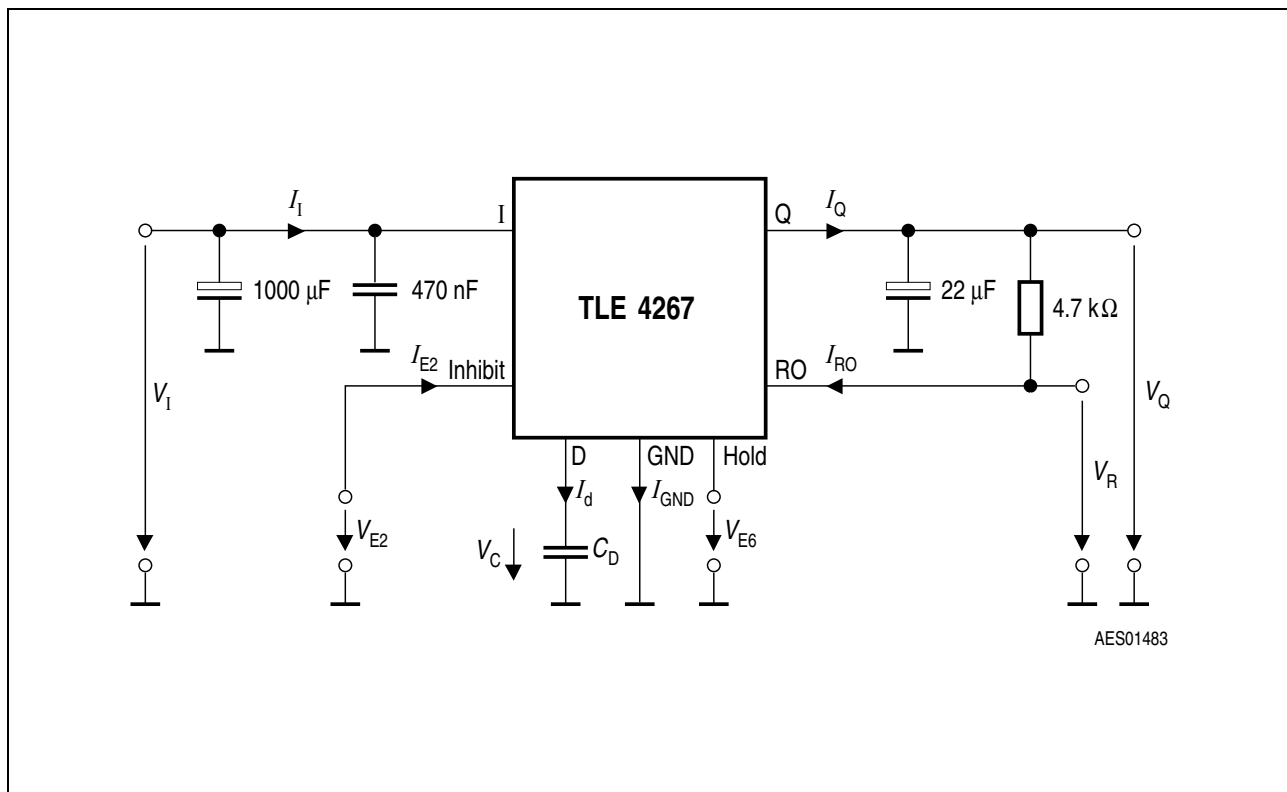 I_I
I
Q
I_Q
1000 µF
470 nF
TLE 4267
22 µF
4.7 kΩ
I_E2
Inhibit
RO
I_RO
V_I
V_Q
D
GND
Hold
I_d
I_GND
V_R
V_E2
V_C
C_D
V_E6
AES01483